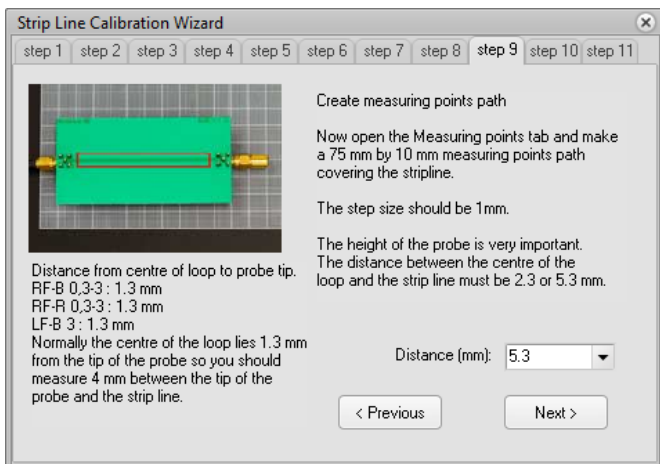 Strip Line Calibration Wizard
step 1 step 2 step 3 step 4 step 5 step 6 step 7 step 8 step 9 step 10 step 11
Create measuring points path
Now open the Measuring points tab and make
a 75 mm by 10 mm measuring points path
covering the stripline.
The step size should be 1mm.
The height of the probe is very important.
The distance between the centre of the
loop and the strip line must be 2.3 or 5.3 mm.
Distance from centre of loop to probe tip.
RF-B 0,3-3 : 1.3 mm
RF-R 0,3-3 : 1.3 mm
LF-B 3 : 1.3 mm
Normally the centre of the loop lies 1.3 mm
from the tip of the probe so you should
measure 4 mm between the tip of the
probe and the strip line.
Distance (mm): 5.3
< Previous Next >